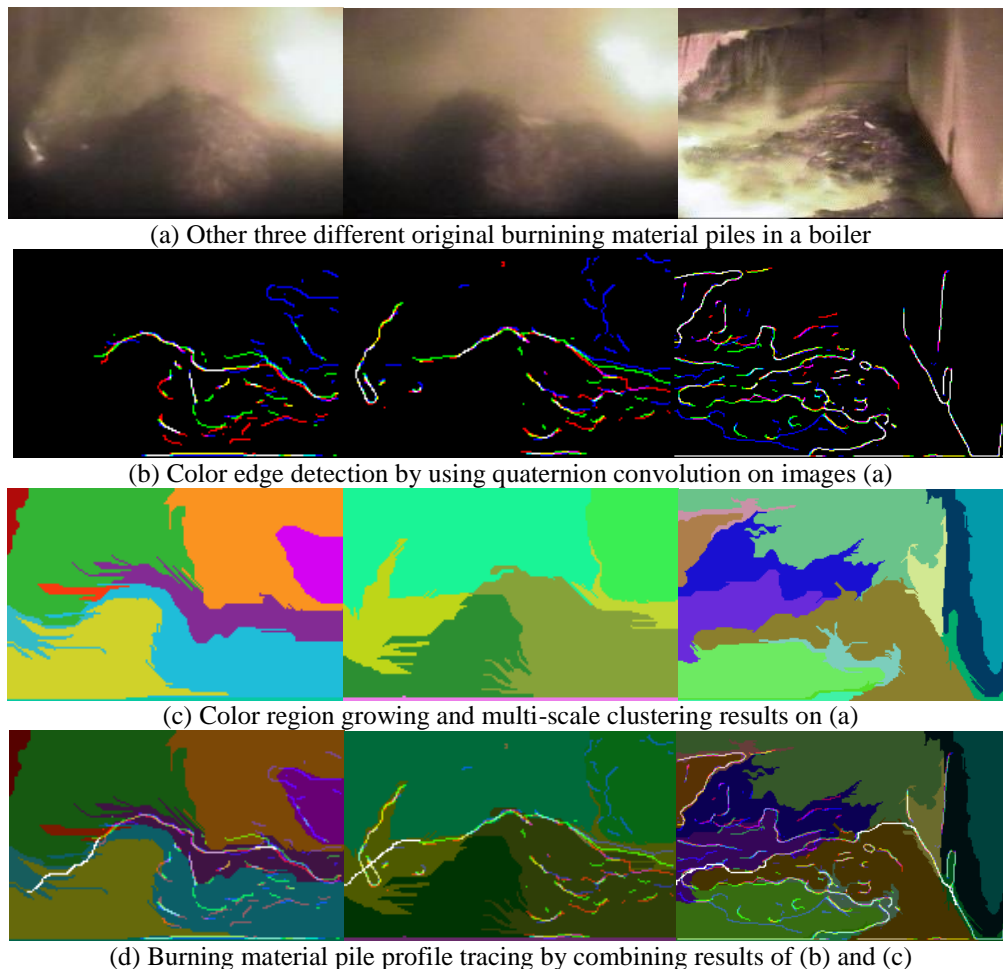 (a) Other three different original burnining material piles in a boiler
(b) Color edge detection by using quaternion convolution on images (a)
(c) Color region growing and multi-scale clustering results on (a)
(d) Burning material pile profile tracing by combining results of (b) and (c)